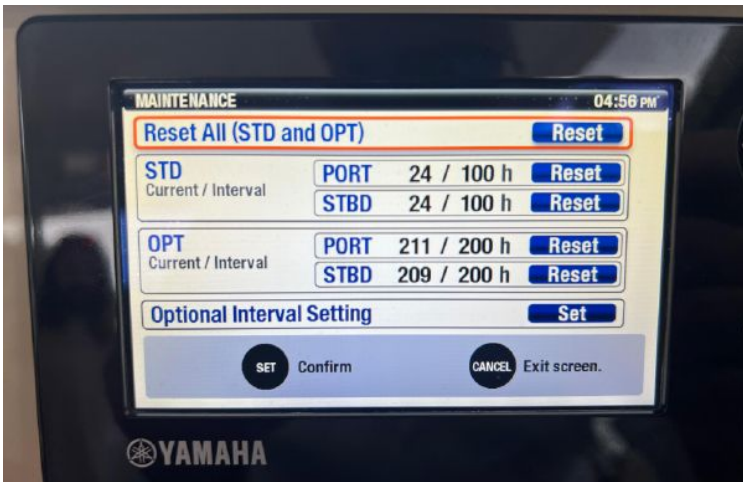 MAINTENANCE 04:56 PM
Reset All (STD and OPT) Reset
STD PORT 24 / 100 h Reset
Current / Interval
STBD 24 / 100 h Reset
OPT PORT 211 / 200 h Reset
Current / Interval
STBD 209 / 200 h Reset
Optional Interval Setting Set
SET Confirm CANCEL Exit screen.
YAMAHA